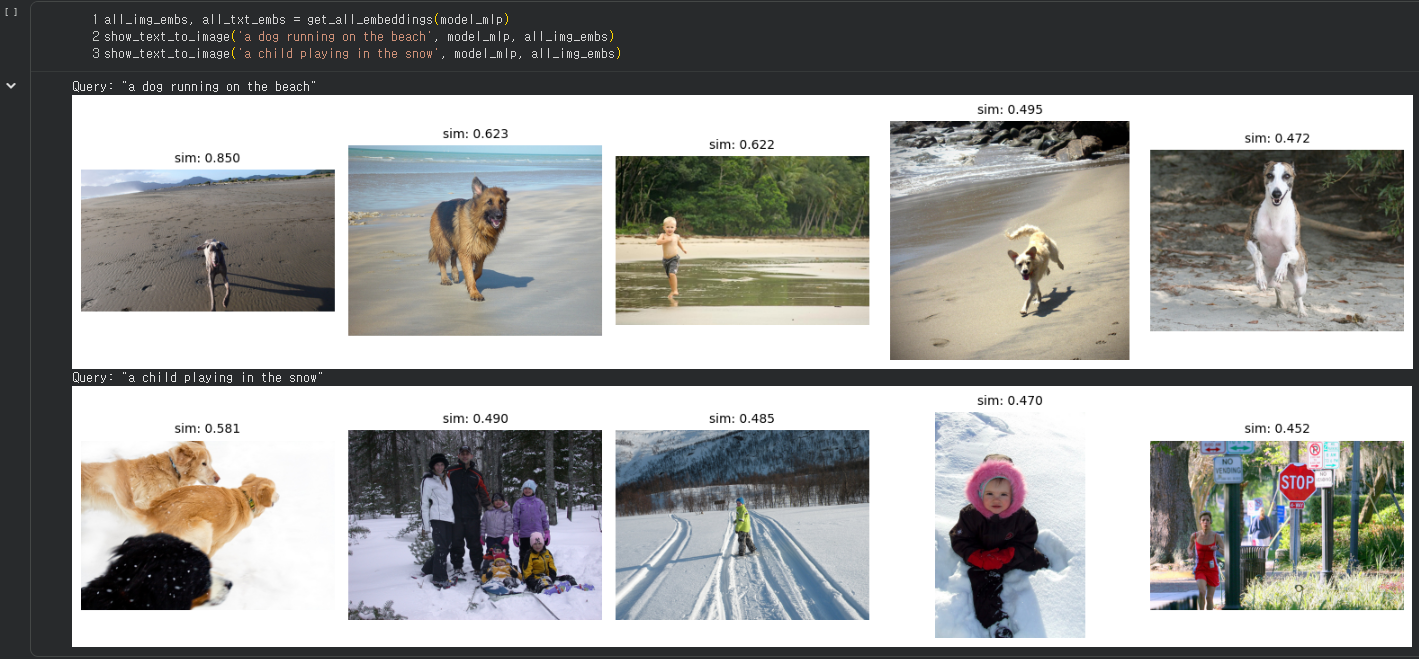 [ ]
1 all_img_embs, all_txt_embs = get_all_embeddings(model_mlp)
2 show_text_to_image('a dog running on the beach', model_mlp, all_img_embs)
3 show_text_to_image('a child playing in the snow', model_mlp, all_img_embs)
Query: "a dog running on the beach"
sim: 0.850
sim: 0.623
sim: 0.622
sim: 0.495
sim: 0.472
Query: "a child playing in the snow"
sim: 0.581
sim: 0.490
sim: 0.485
sim: 0.470
sim: 0.452
NO
VENDING
STOP